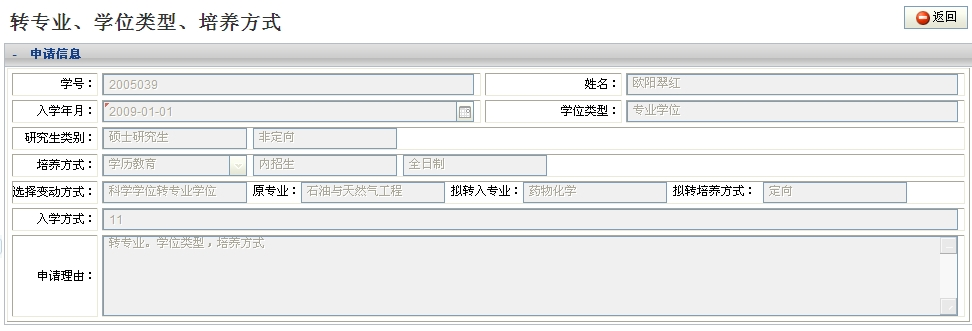 转专业、学位类型、培养方式 返回
- 申请信息
学号： 2005039 姓名： 欧阳翠红
入学年月： 2009-01-01 学位类型： 专业学位
研究生类别： 硕士研究生 非定向
培养方式： 学历教育 内招生 全日制
选择变动方式： 科学学位转专业学位 原专业： 石油与天然气工程 拟转入专业： 药物化学 拟转培养方式： 定向
入学方式： 11
申请理由： 转专业。学位类型，培养方式